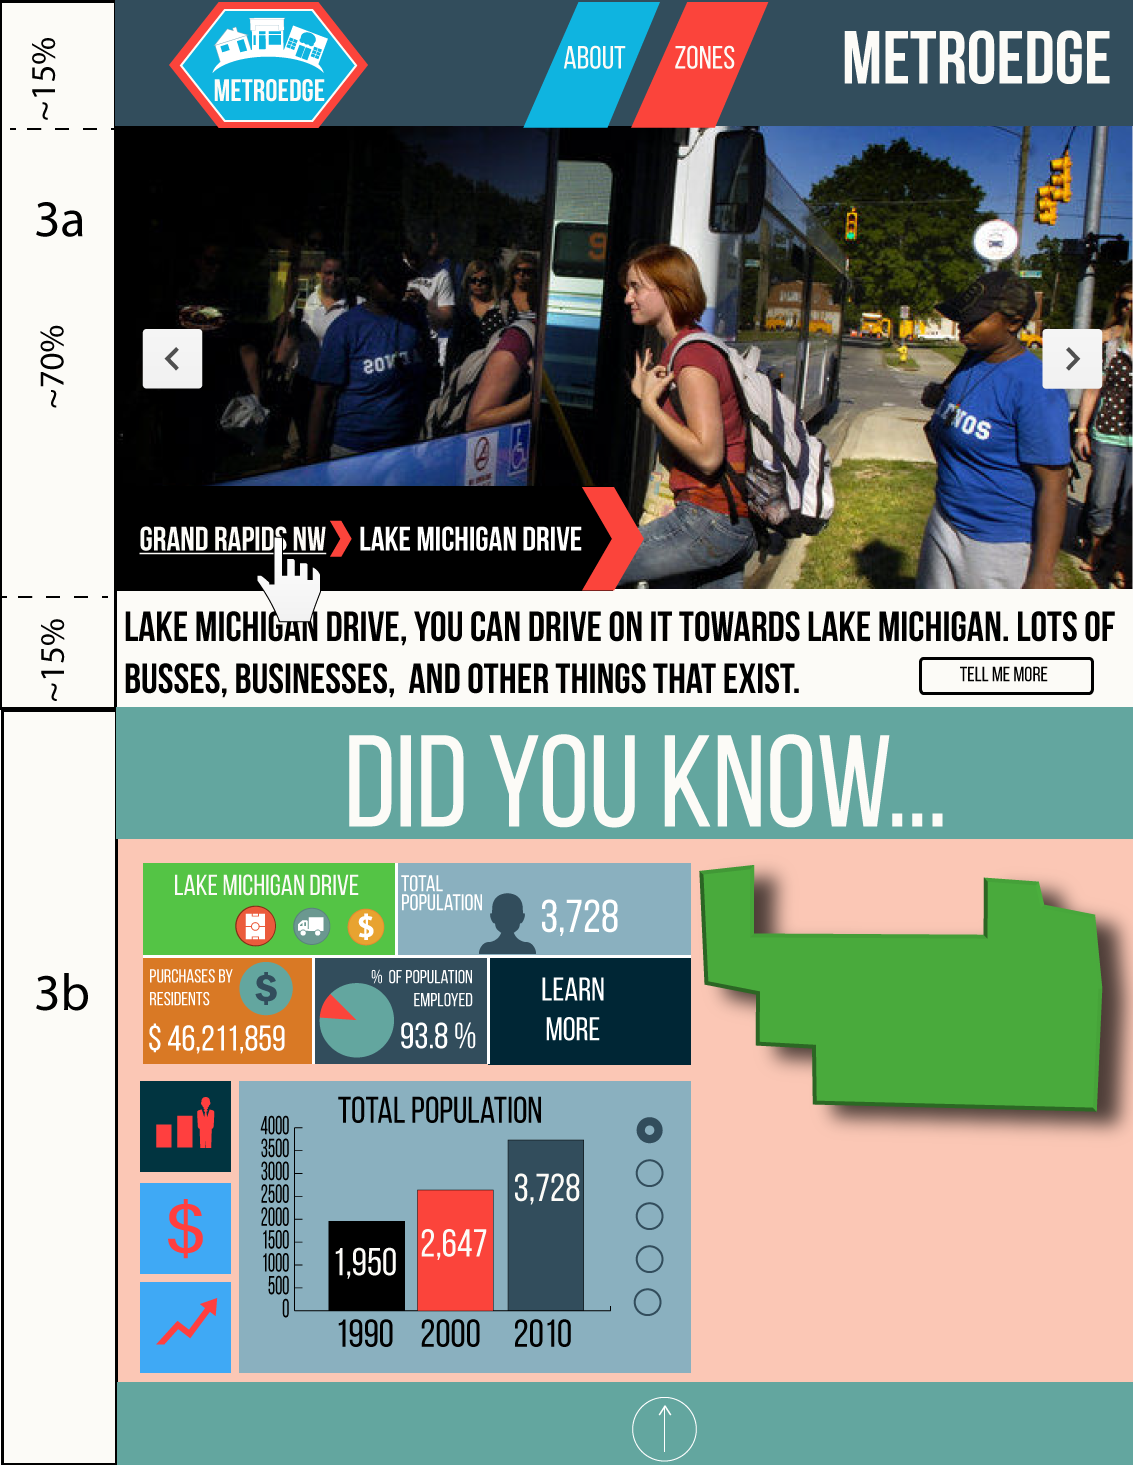 ~15%
METROEDGE
ABOUT
ZONES
METROEDGE
3a
~70%
9
GRAND RAPIDS NW
LAKE MICHIGAN DRIVE
~15%
LAKE MICHIGAN DRIVE, YOU CAN DRIVE ON IT TOWARDS LAKE MICHIGAN. LOTS OF
BUSSES, BUSINESSES, AND OTHER THINGS THAT EXIST.
TELL ME MORE
DID YOU KNOW...
3b
LAKE MICHIGAN DRIVE
$
TOTAL
POPULATION
3,728
PURCHASES BY
RESIDENTS
$
$ 46,211,859
% OF POPULATION
EMPLOYED
93.8 %
LEARN
MORE
$
TOTAL POPULATION
4000
3500
3000
2500
2000
1500
1000
500
0
1,950
2,647
3,728
1990 2000 2010